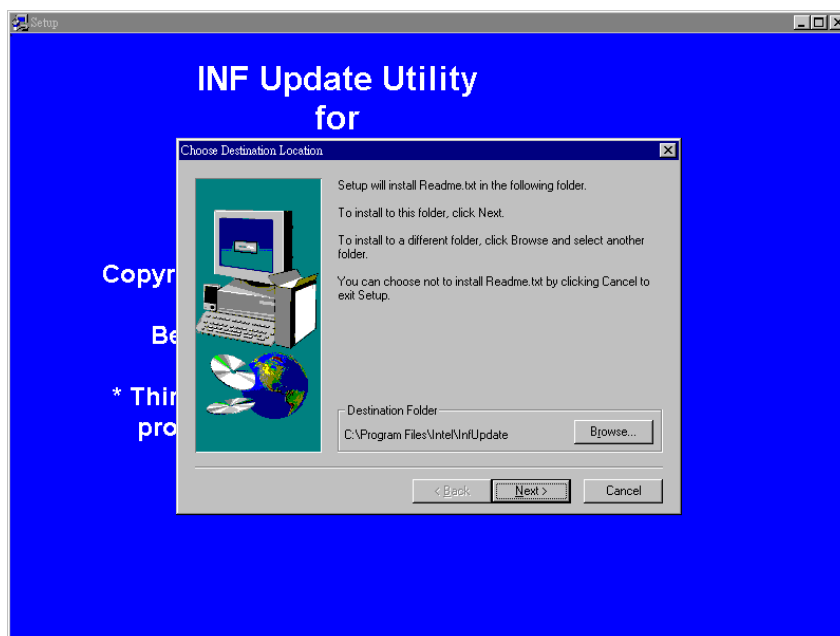 Setup
INF Update Utility
for
Choose Destination Location
Setup will install Readme.txt in the following folder.
To install to this folder, click Next.
To install to a different folder, click Browse and select another
folder.
You can choose not to install Readme.txt by clicking Cancel to
exit Setup.
Copyr
Be
* Thir
pro
Destination Folder
C:\Program Files\Intel\InfUpdate
Browse...
< Back
Next >
Cancel